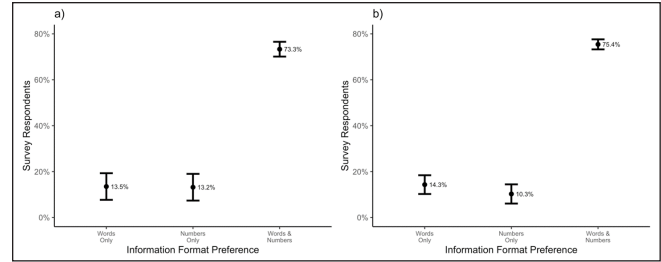 a)
80%
60%
40%
20%
0%
Survey Respondents
73.3%
13.5%
13.2%
Words
Only
Numbers
Only
Words &
Numbers
Information Format Preference
b)
80%
60%
40%
20%
0%
Survey Respondents
75.4%
14.3%
10.3%
Words
Only
Numbers
Only
Words &
Numbers
Information Format Preference